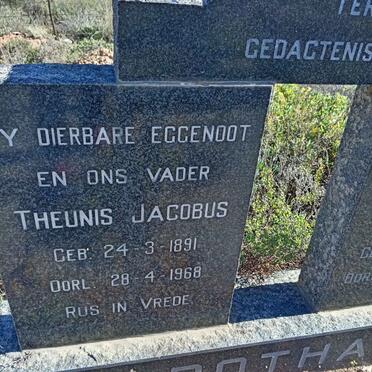 TER
GEDACTENIS
Y DIERBARE EGGENOOT
EN ONS VADER
THEUNIS JACOBUS
GEB: 24-3-1891
OORL: 28-4-1968
RUS IN VREDE
OTHA